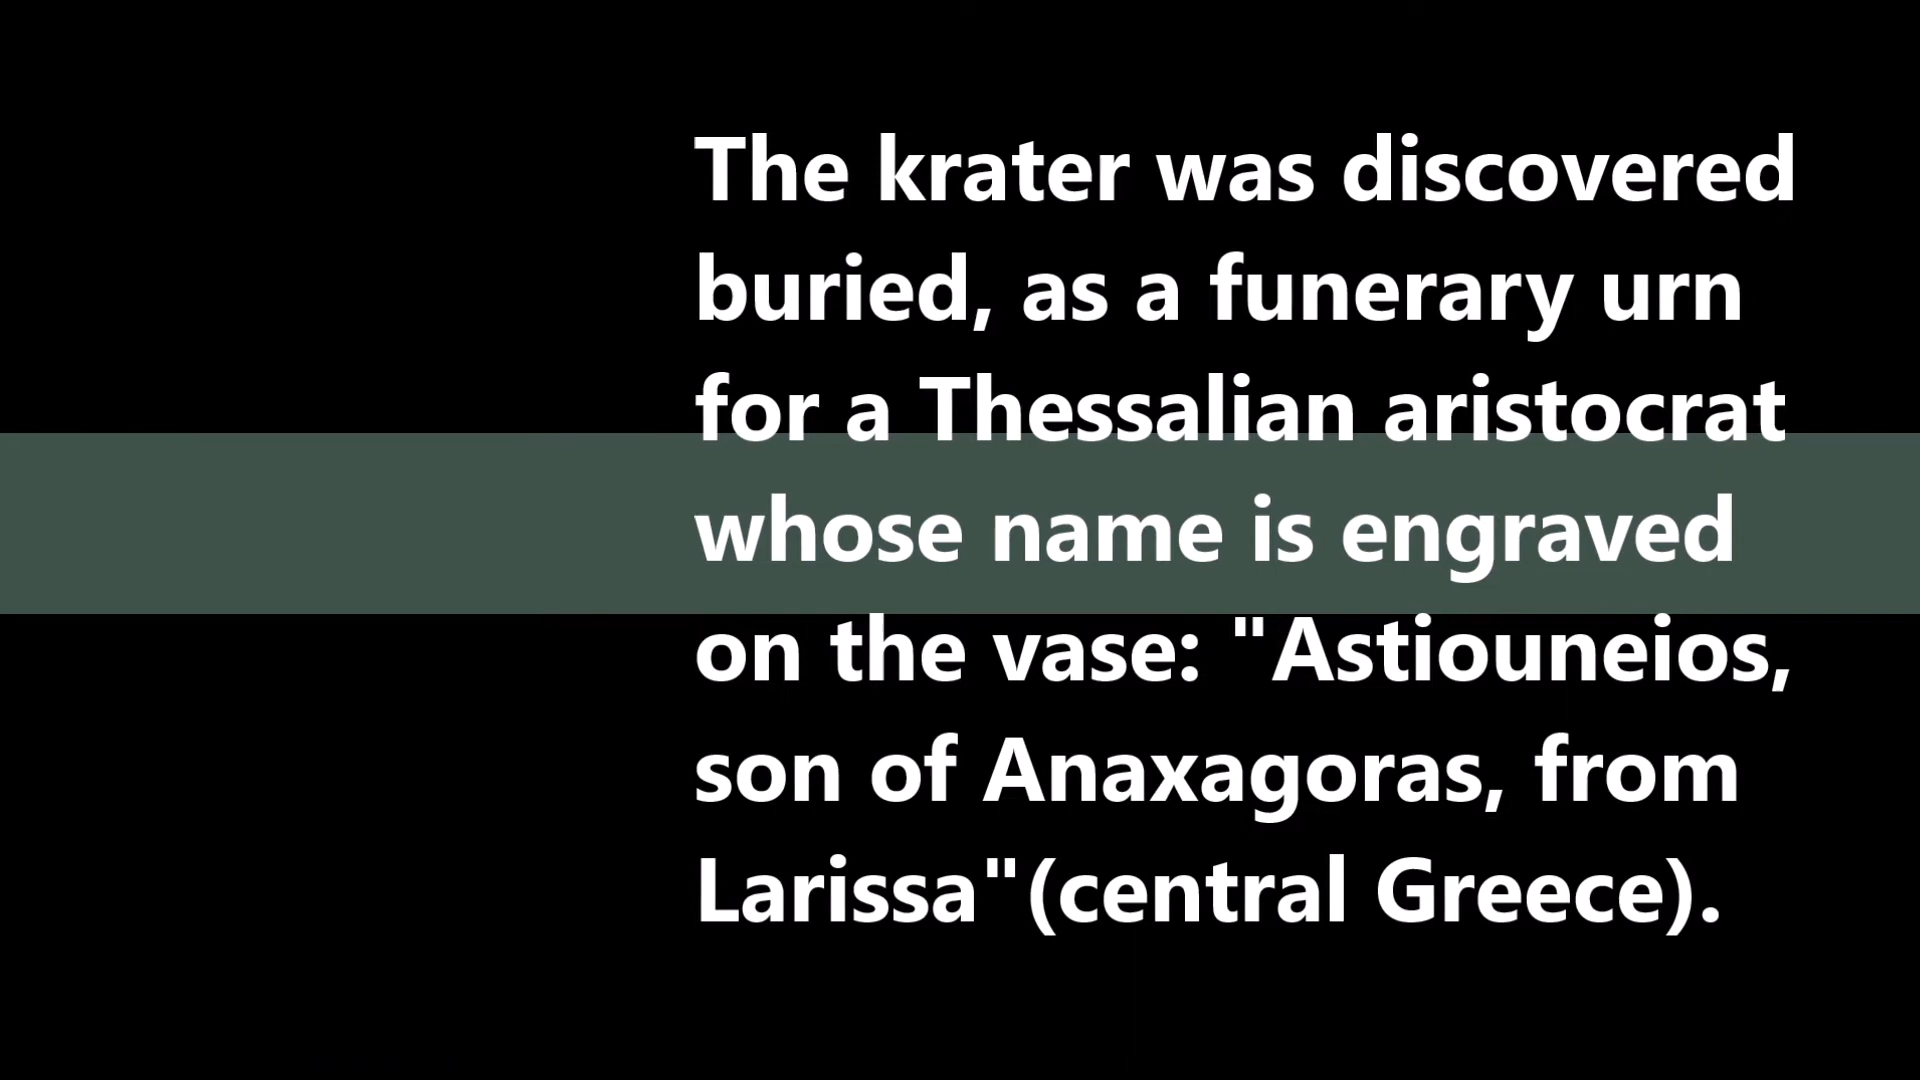 The krater was discovered
buried, as a funerary urn
for a Thessalian aristocrat
whose name is engraved
on the vase: "Astiouneios,
son of Anaxagoras, from
Larissa"(central Greece).